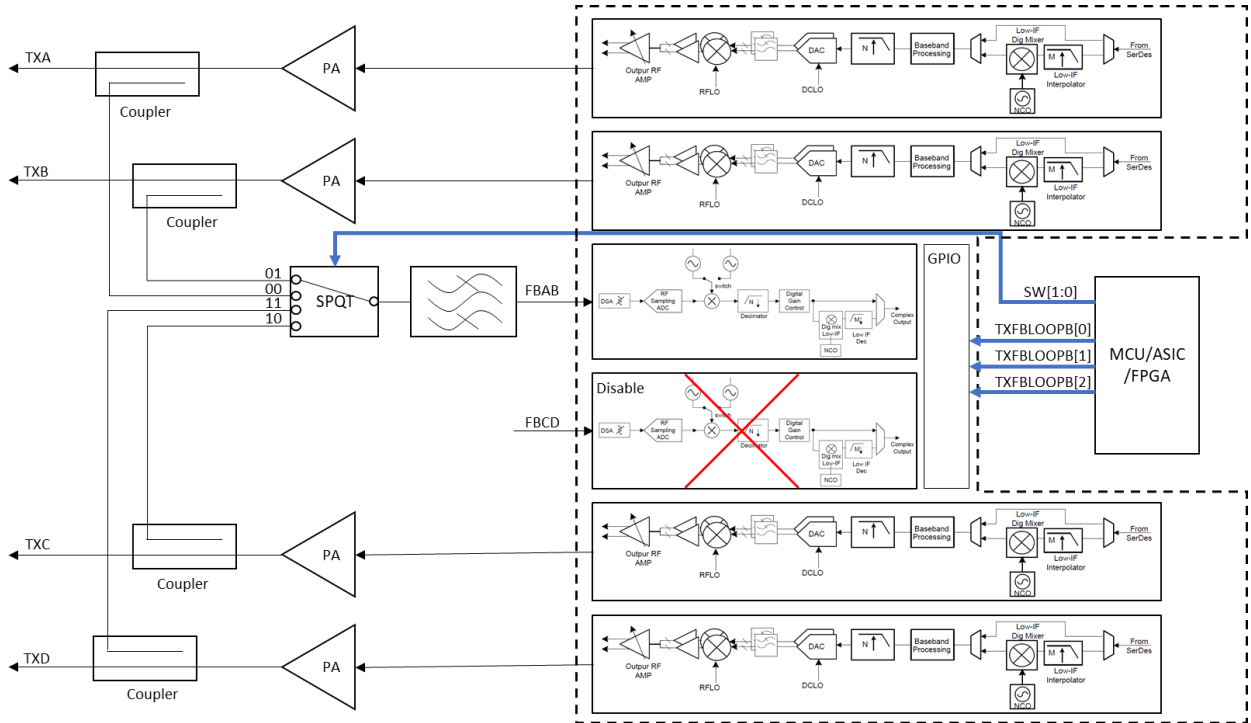 TXA
Coupler
PA
Outpur RF
AMP
RFLO
DAC
DCLO
N
Baseband
Processing
Low-IF
Dig Mixer
NCO
M
Low-IF
Interpolator
From
SerDes
TXB
Coupler
PA
Outpur RF
AMP
RFLO
DAC
DCLO
N
Baseband
Processing
Low-IF
Dig Mixer
NCO
M
Low-IF
Interpolator
From
SerDes
01
00
11
10
SPQT
FBAB
DSA
RF
Sampling
ADC
switch
N
Decimator
Digital
Gain
Control
Dig mix
Low-IF
NCO
M
Low IF
Dec
Complex
Output
GPIO
SW[1:0]
TXFBLOOPB[0]
TXFBLOOPB[1]
TXFBLOOPB[2]
MCU/ASIC
/FPGA
Disable
FBCD
DSA
RF
Sampling
ADC
switch
N
Decimator
Digital
Gain
Control
Dig mix
Low-IF
NCO
M
Low IF
Dec
Complex
Output
TXC
Coupler
PA
Outpur RF
AMP
RFLO
DAC
DCLO
N
Baseband
Processing
Low-IF
Dig Mixer
NCO
M
Low-IF
Interpolator
From
SerDes
TXD
Coupler
PA
Outpur RF
AMP
RFLO
DAC
DCLO
N
Baseband
Processing
Low-IF
Dig Mixer
NCO
M
Low-IF
Interpolator
From
SerDes